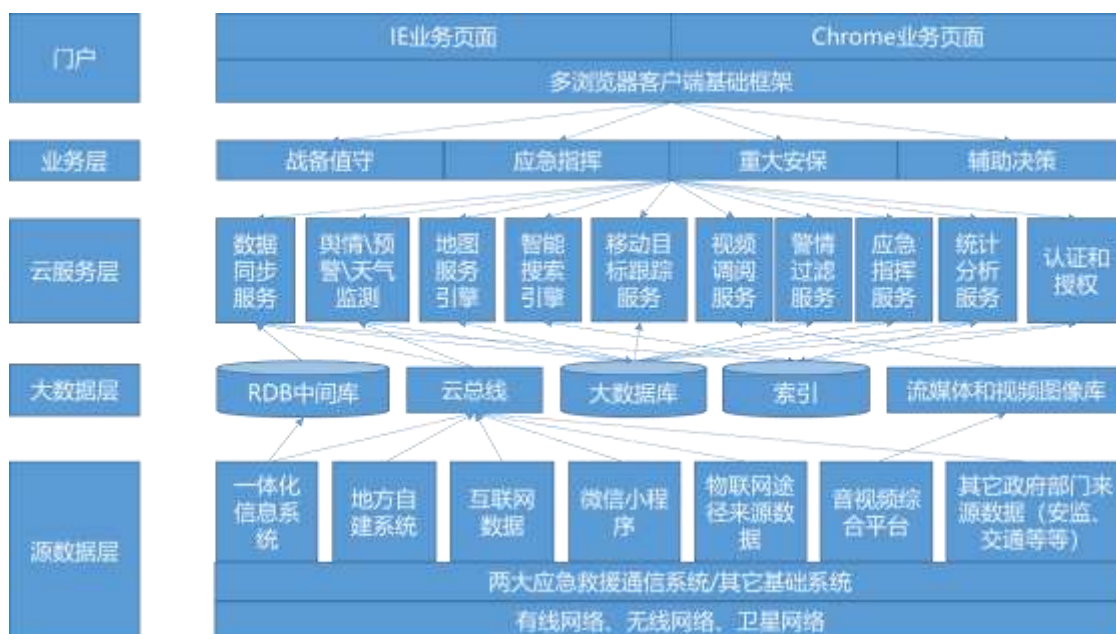 门户
IE业务页面
Chrome业务页面
多浏览器客户端基础框架
业务层
战备值守
应急指挥
重大安保
辅助决策
云服务层
数据
同步
服务
舆情\预
警\天气
监测
地图
服务
引擎
智能
搜索
引擎
移动目
标跟踪
服务
视频
调阅
服务
警情
过滤
服务
应急
指挥
服务
统计
分析
服务
认证和
授权
大数据层
RDB中间库
云总线
大数据库
索引
流媒体和视频图像库
源数据层
一体化
信息系
统
地方自
建系统
互联网
数据
微信小程
序
物联网途
径来源数
据
音视频综
合平台
其它政府部门来
源数据（安监、
交通等等）
两大应急救援通信系统/其它基础系统
有线网络、无线网络、卫星网络